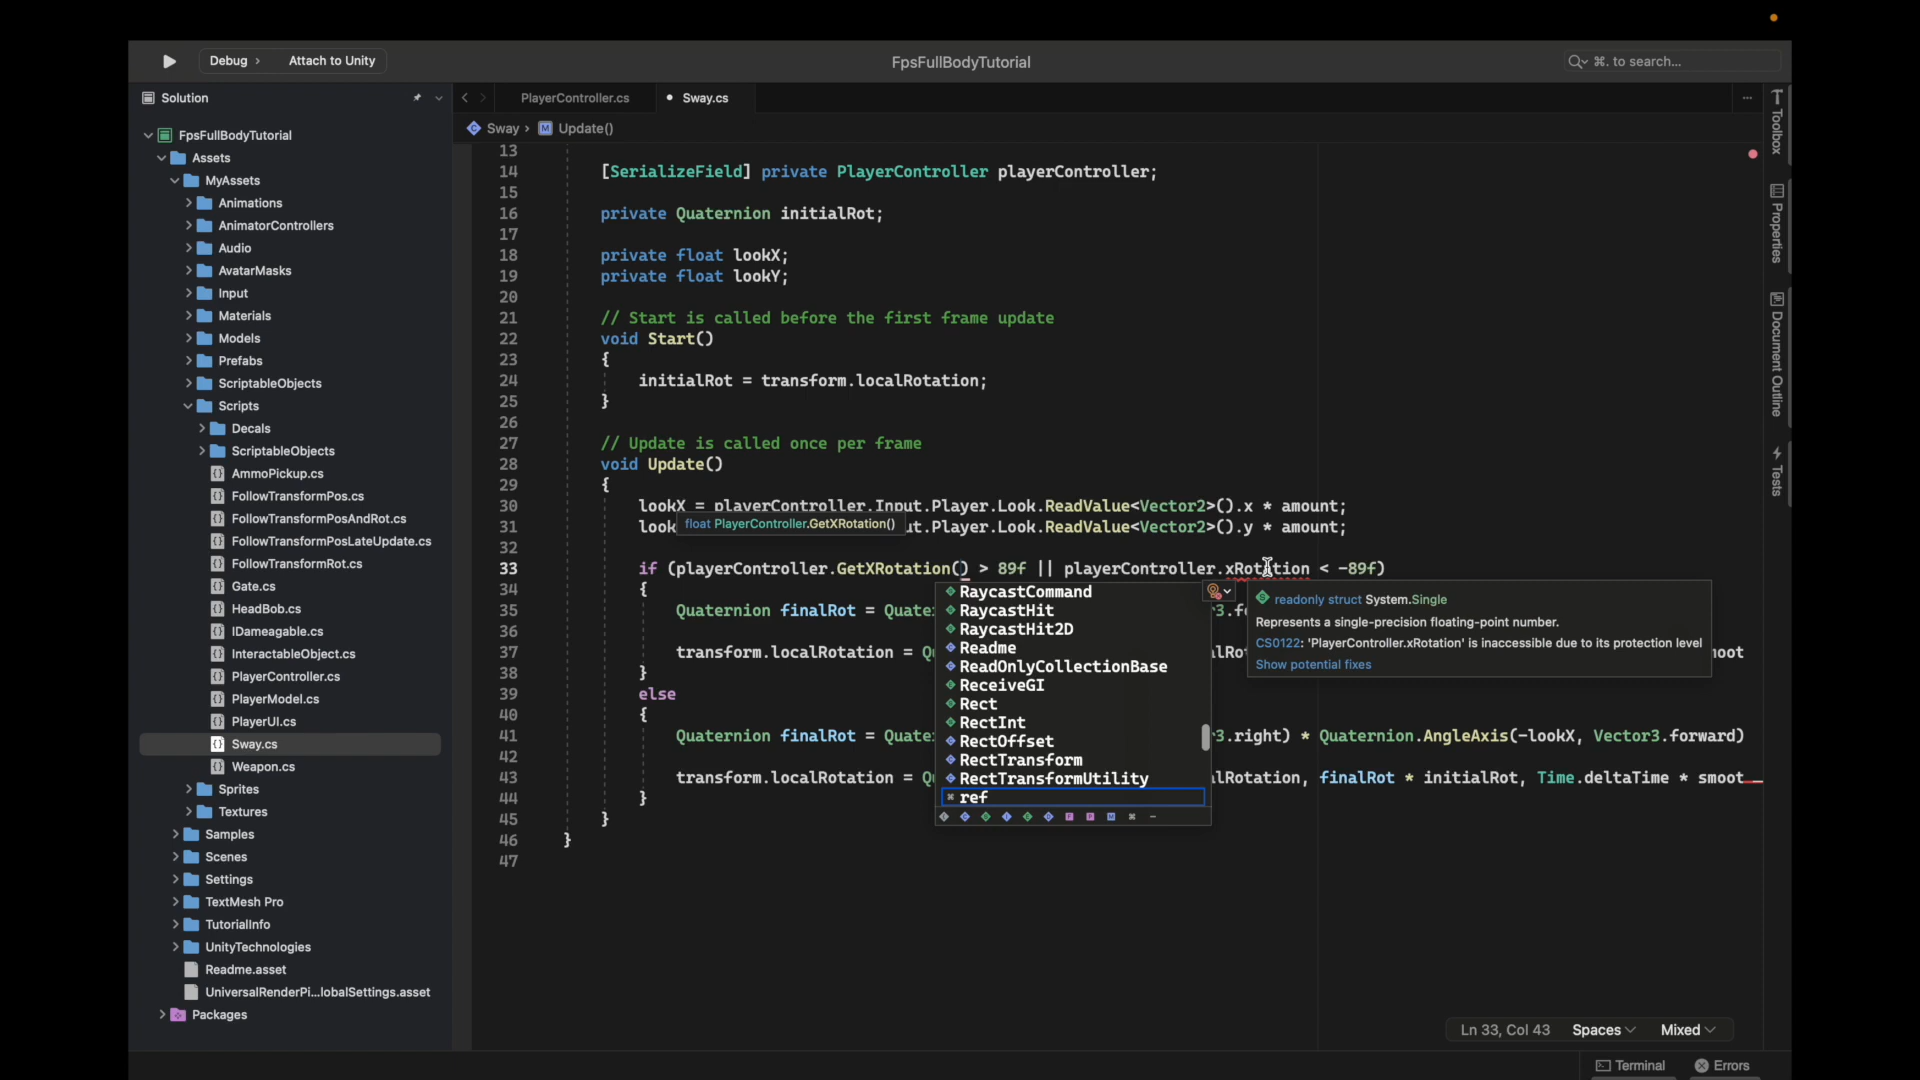 Debug › Attach to Unity
FpsFullBodyTutorial
⌘. to search...
Solution
FpsFullBodyTutorial
Assets
MyAssets
Animations
AnimatorControllers
Audio
AvatarMasks
Input
Materials
Models
Prefabs
ScriptableObjects
Scripts
Decals
ScriptableObjects
AmmoPickup.cs
FollowTransformPos.cs
FollowTransformPosAndRot.cs
FollowTransformPosLateUpdate.cs
FollowTransformRot.cs
Gate.cs
HeadBob.cs
IDameagable.cs
InteractableObject.cs
PlayerController.cs
PlayerModel.cs
PlayerUI.cs
Sway.cs
Weapon.cs
Sprites
Textures
Samples
Scenes
Settings
TextMesh Pro
TutorialInfo
UnityTechnologies
Readme.asset
UniversalRenderPi...lobalSettings.asset
Packages
PlayerController.cs
Sway.cs
Sway › Update()
13
14 [SerializeField] private PlayerController playerController;
15
16 private Quaternion initialRot;
17
18 private float lookX;
19 private float lookY;
20
21 // Start is called before the first frame update
22 void Start()
23 {
24 initialRot = transform.localRotation;
25 }
26
27 // Update is called once per frame
28 void Update()
29 {
30 lookX = playerController.Input.Player.Look.ReadValue<Vector2>().x * amount;
float PlayerController.GetXRotation()
31 look ut.Player.Look.ReadValue<Vector2>().y * amount;
32
33 if (playerController.GetXRotation() > 89f || playerController.xRotation < -89f)
34 {
35 Quaternion finalRot = Quate r3.fo
36
37 transform.localRotation = Qu lRot moot
38 }
39 else
40 {
41 Quaternion finalRot = Quate r3.right) * Quaternion.AngleAxis(-lookX, Vector3.forward)
42
43 transform.localRotation = Qu lRotation, finalRot * initialRot, Time.deltaTime * smoot
44 }
45 }
46 }
47
RaycastCommand
RaycastHit
RaycastHit2D
Readme
ReadOnlyCollectionBase
ReceiveGI
Rect
RectInt
RectOffset
RectTransform
RectTransformUtility
ref
readonly struct System.Single
Represents a single-precision floating-point number.
CS0122: 'PlayerController.xRotation' is inaccessible due to its protection level
Show potential fixes
Toolbox
Properties
Document Outline
Tests
Ln 33, Col 43 Spaces Mixed
Terminal Errors